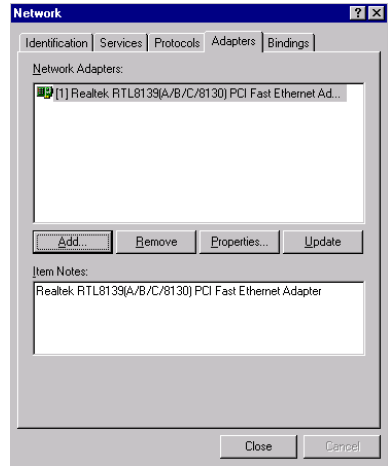 Network
Identification Services Protocols Adapters Bindings
Network Adapters:
[1] Realtek RTL8139(A/B/C/8130) PCI Fast Ethernet Ad...
Add... Remove Properties... Update
Item Notes:
Realtek RTL8139(A/B/C/8130) PCI Fast Ethernet Adapter
Close Cancel